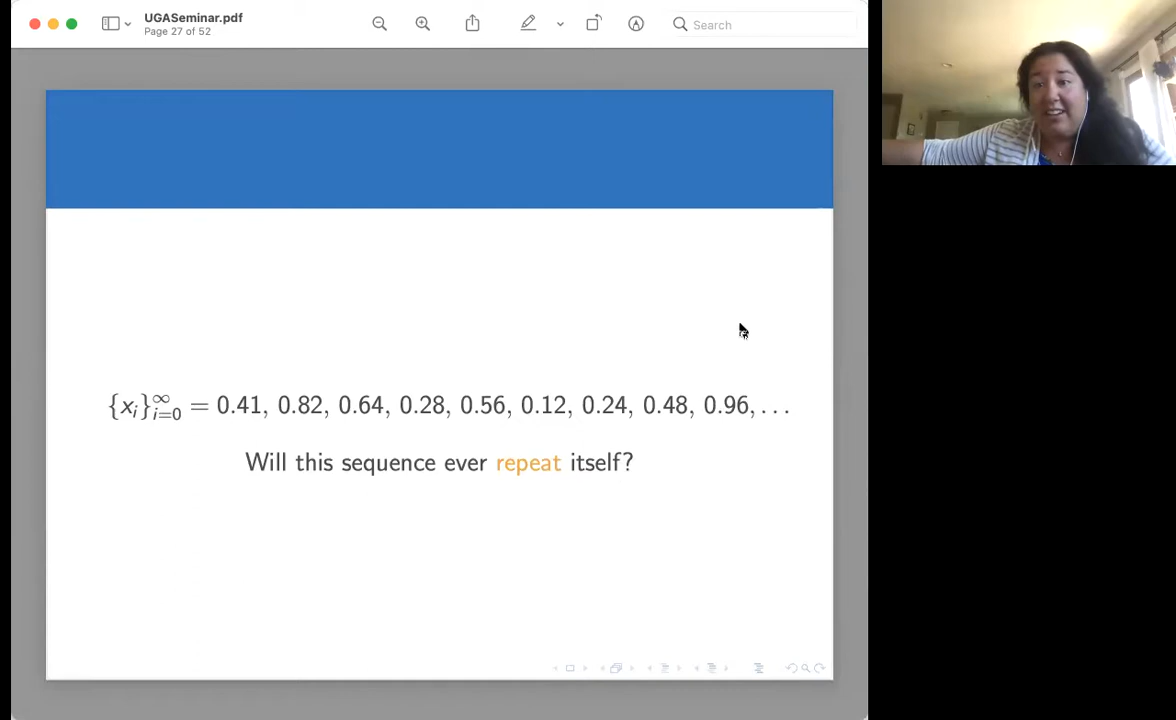 UGASeminar.pdf
Page 27 of 52
Search
{x_i}_{i=0}^∞ = 0.41, 0.82, 0.64, 0.28, 0.56, 0.12, 0.24, 0.48, 0.96, . . .
Will this sequence ever repeat itself?